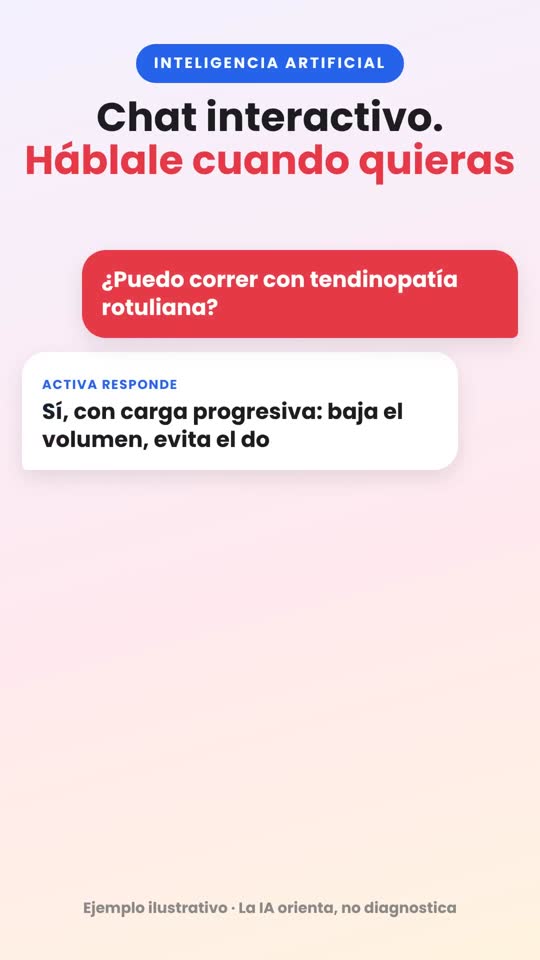 INTELIGENCIA ARTIFICIAL
Chat interactivo.
Háblale cuando quieras
¿Puedo correr con tendinopatía
rotuliana?
ACTIVA RESPONDE
Sí, con carga progresiva: baja el
volumen, evita el do
Ejemplo ilustrativo · La IA orienta, no diagnostica